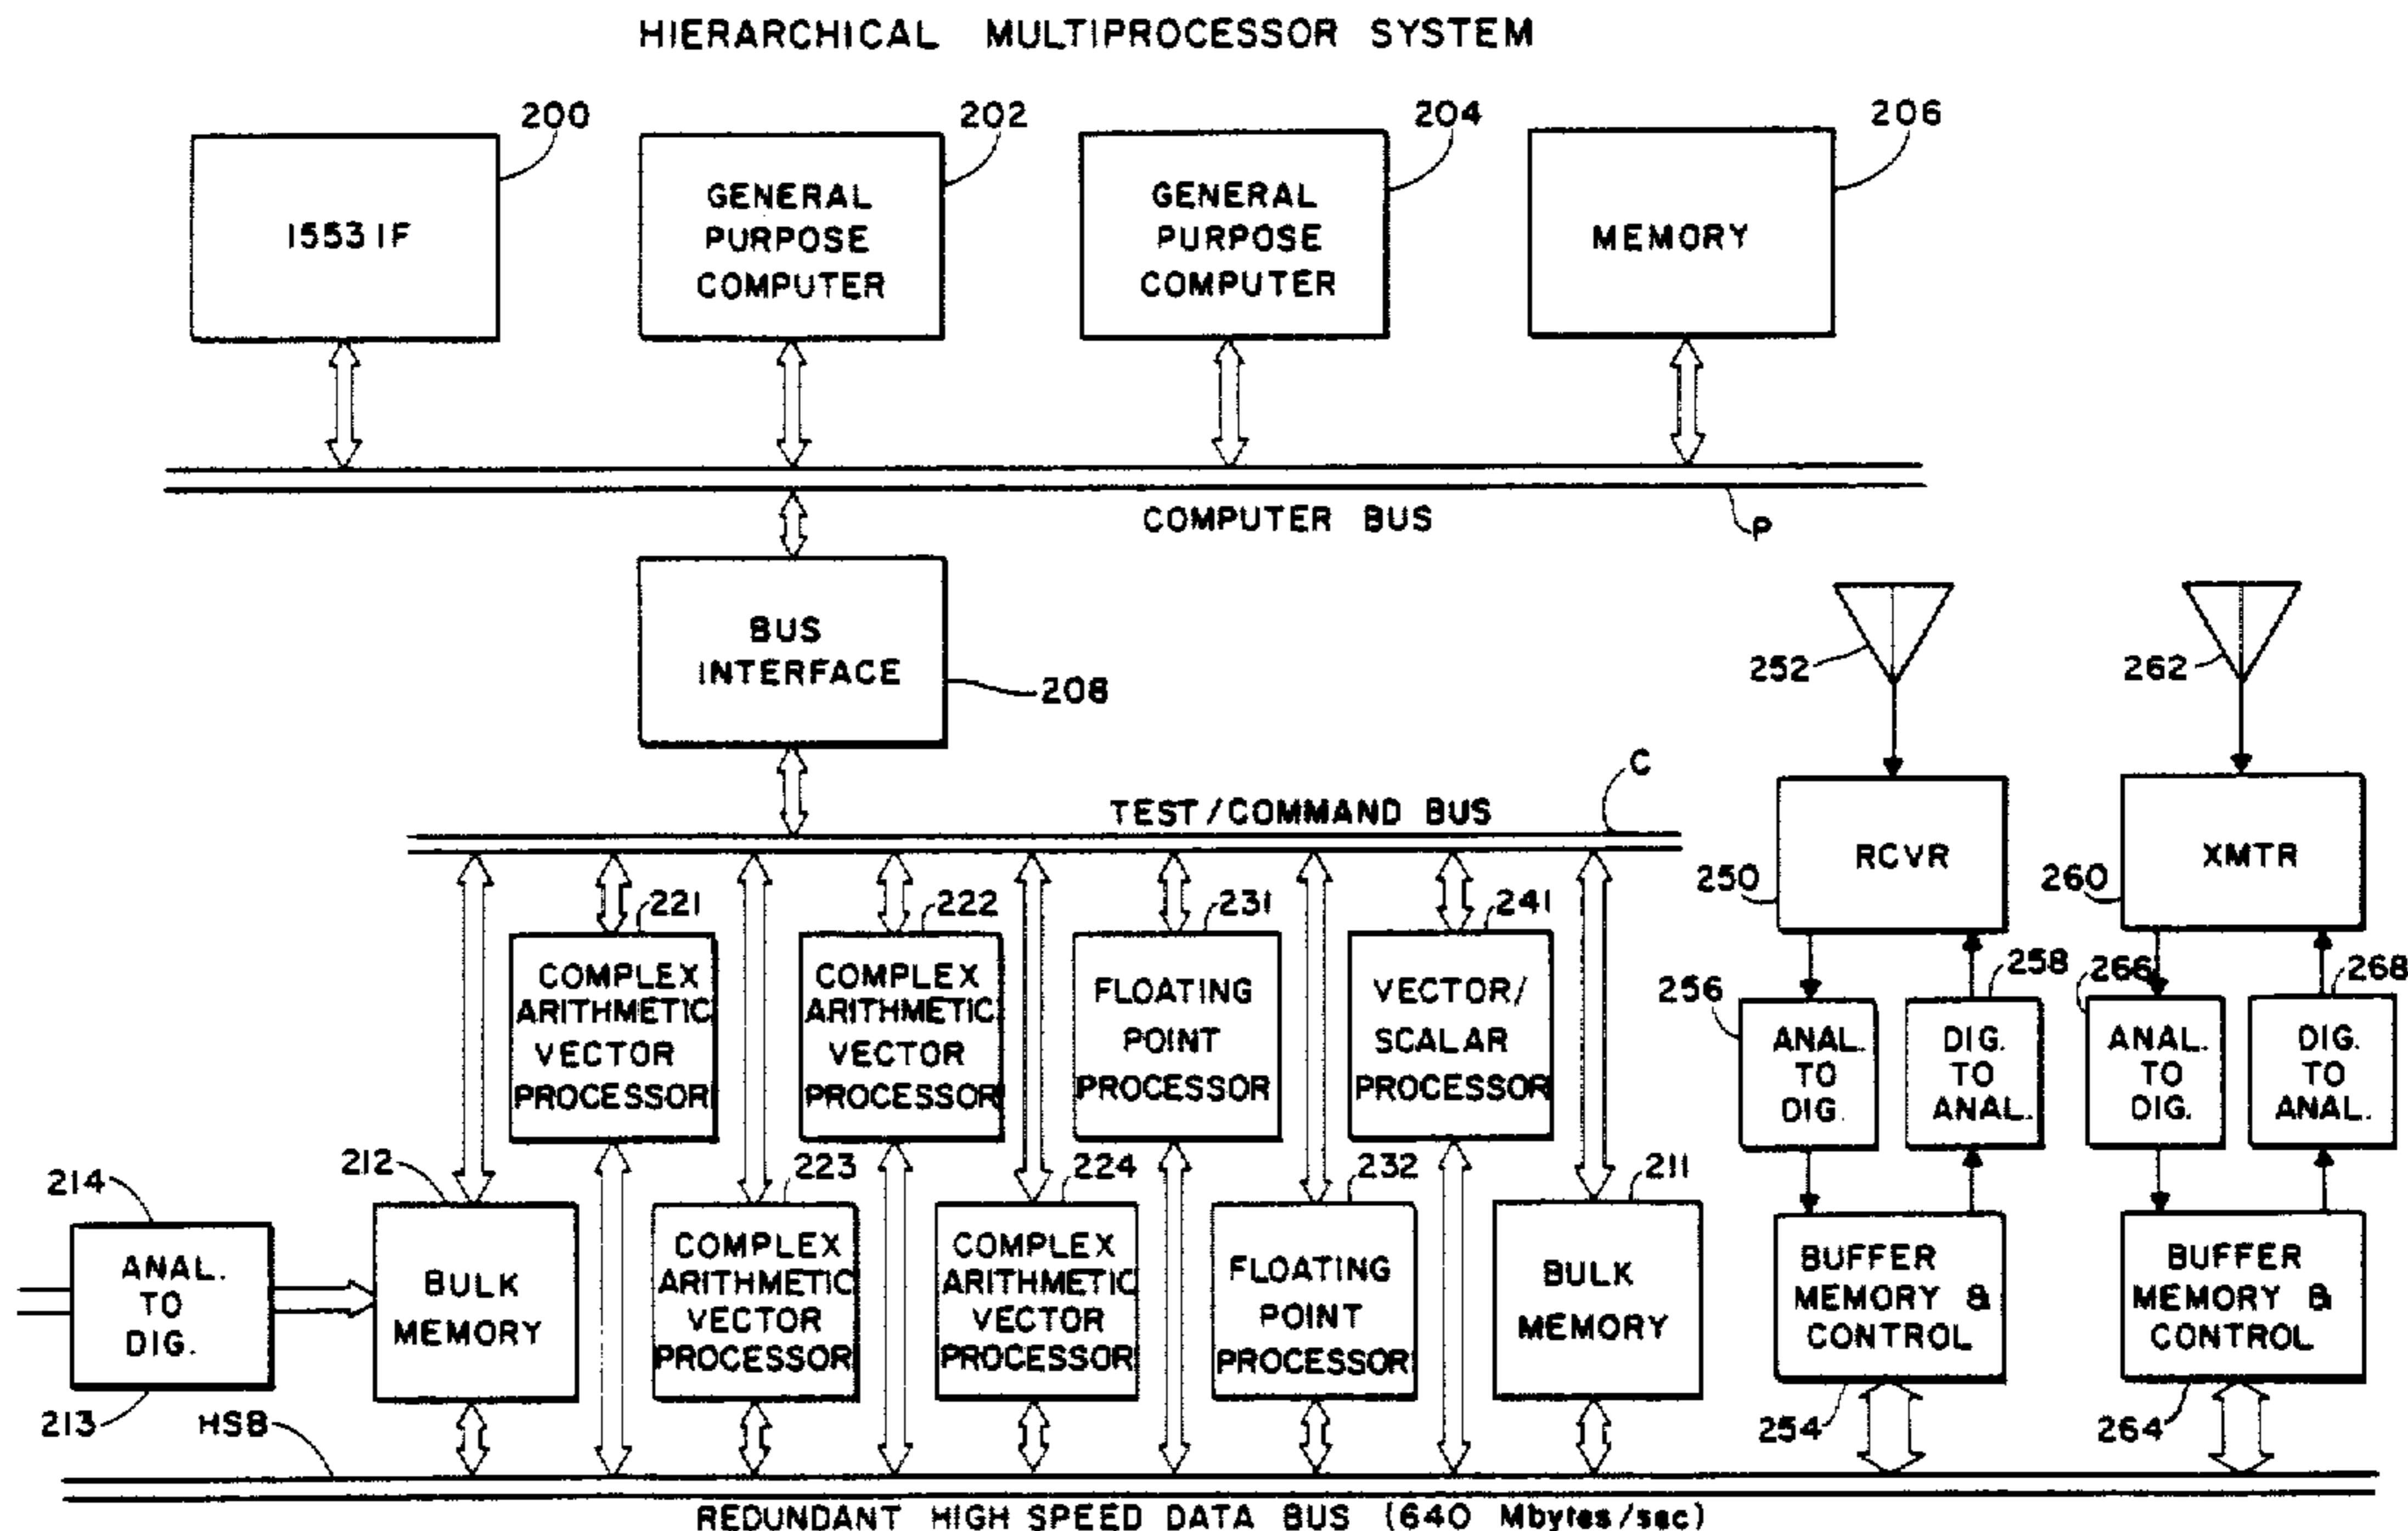 HIERARCHICAL MULTIPROCESSOR SYSTEM
200
202
204
206
1553 IF
GENERAL
PURPOSE
COMPUTER
GENERAL
PURPOSE
COMPUTER
MEMORY
COMPUTER BUS
P
BUS
INTERFACE
208
252
262
TEST/COMMAND BUS
C
RCVR
250
XMTR
260
221
222
231
241
COMPLEX
ARITHMETIC
VECTOR
PROCESSOR
COMPLEX
ARITHMETIC
VECTOR
PROCESSOR
FLOATING
POINT
PROCESSOR
VECTOR/
SCALAR
PROCESSOR
256
258
266
268
ANAL.
TO
DIG.
DIG.
TO
ANAL.
ANAL.
TO
DIG.
DIG.
TO
ANAL.
214
212
223
224
232
211
ANAL.
TO
DIG.
213
BULK
MEMORY
COMPLEX
ARITHMETIC
VECTOR
PROCESSOR
COMPLEX
ARITHMETIC
VECTOR
PROCESSOR
FLOATING
POINT
PROCESSOR
BULK
MEMORY
BUFFER
MEMORY &
CONTROL
BUFFER
MEMORY &
CONTROL
254
264
HSB
REDUNDANT HIGH SPEED DATA BUS (640 Mbytes/sec)